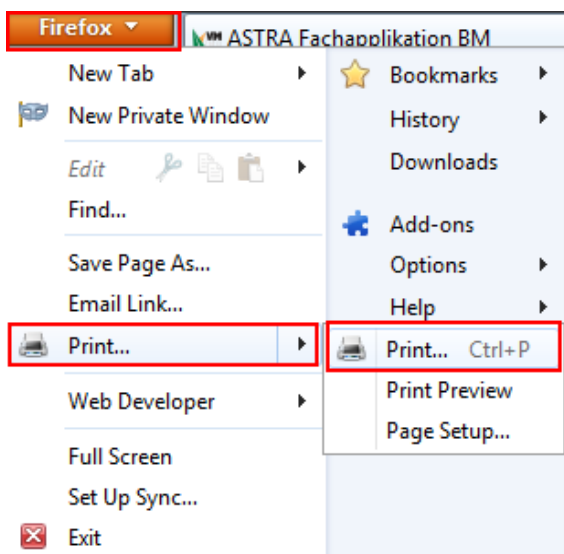 Firefox
VM ASTRA Fachapplikation BM
New Tab
New Private Window
Edit
Find...
Save Page As...
Email Link...
Print...
Web Developer
Full Screen
Set Up Sync...
Exit
Bookmarks
History
Downloads
Add-ons
Options
Help
Print... Ctrl+P
Print Preview
Page Setup...